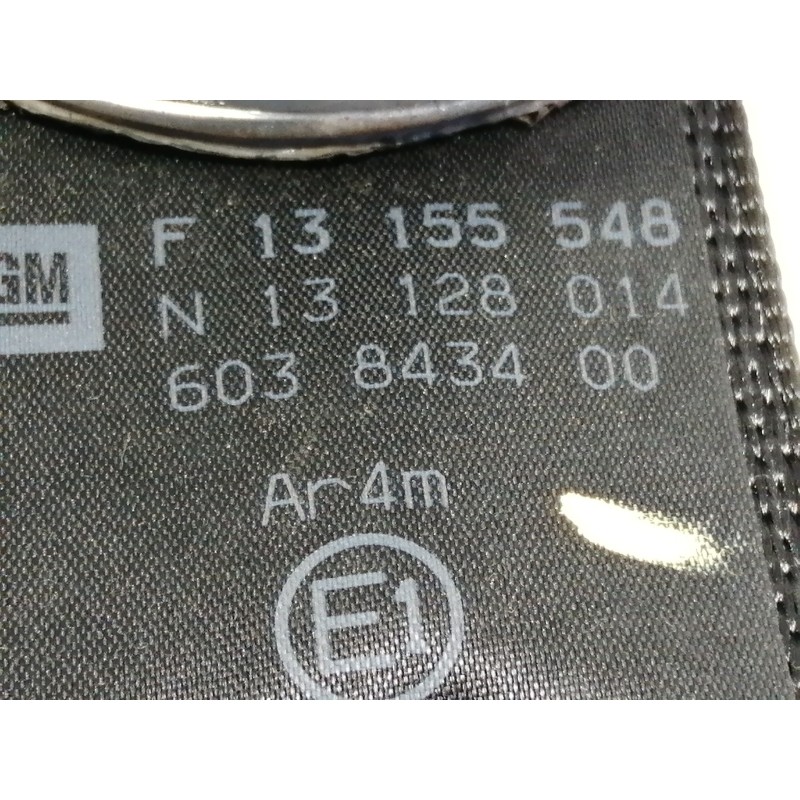 GM
F 13 155 548
N 13 128 014
603 8434 00
Ar4m
E1